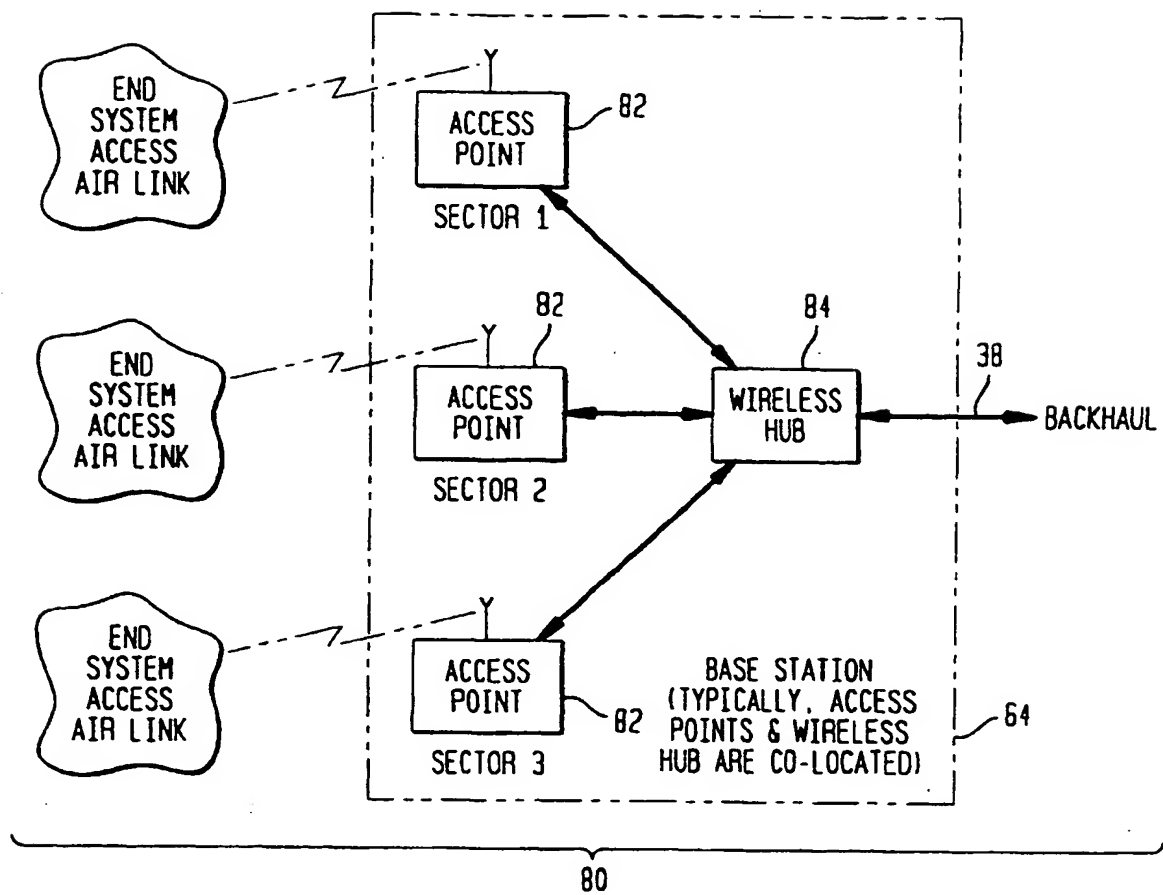 END
SYSTEM
ACCESS
AIR LINK
ACCESS
POINT
82
SECTOR 1
END
SYSTEM
ACCESS
AIR LINK
ACCESS
POINT
82
SECTOR 2
84
WIRELESS
HUB
38
BACKHAUL
END
SYSTEM
ACCESS
AIR LINK
ACCESS
POINT
82
SECTOR 3
BASE STATION
(TYPICALLY, ACCESS
POINTS & WIRELESS
HUB ARE CO-LOCATED)
64
80